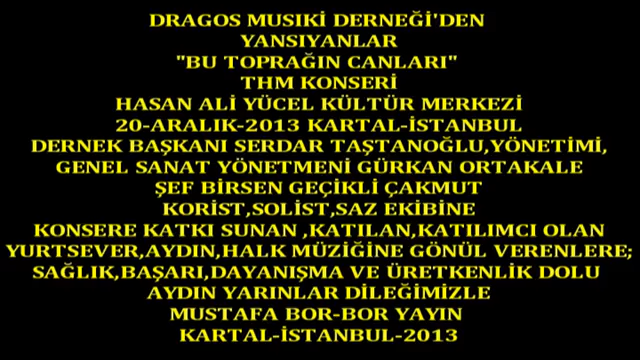 DRAGOS MUSIKİ DERNEĞİ'DEN
YANSIYANLAR
"BU TOPRAĞIN CANLARI"
THM KONSERİ
HASAN ALİ YÜCEL KÜLTÜR MERKEZİ
20-ARALIK-2013 KARTAL-İSTANBUL
DERNEK BAŞKANI SERDAR TAŞTANOĞLU,YÖNETİMİ,
GENEL SANAT YÖNETMENİ GÜRKAN ORTAKALE
ŞEF BİRSEN GEÇİKLİ ÇAKMUT
KORİST,SOLİST,SAZ EKİBİNE
KONSERE KATKI SUNAN ,KATILAN,KATILIMCI OLAN
YURTSEVER,AYDIN,HALK MÜZİĞİNE GÖNÜL VERENLERE;
SAĞLIK,BAŞARI,DAYANIŞMA VE ÜRETKENLİK DOLU
AYDIN YARINLAR DİLEĞİMİZLE
MUSTAFA BOR-BOR YAYIN
KARTAL-İSTANBUL-2013